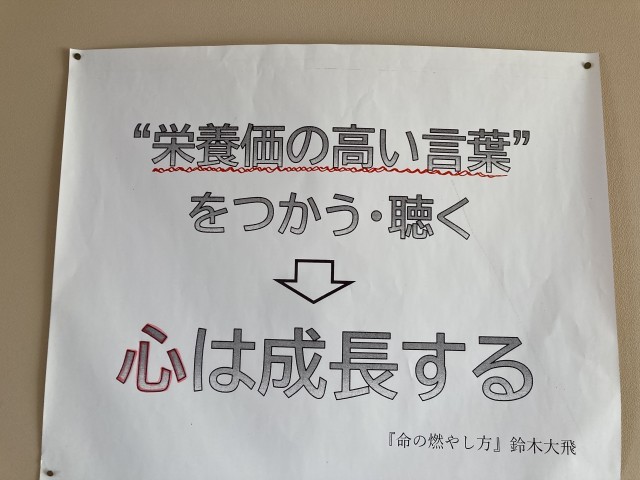 “栄養価の高い言葉”
をつかう・聴く
心は成長する
『命の燃やし方』鈴木大飛